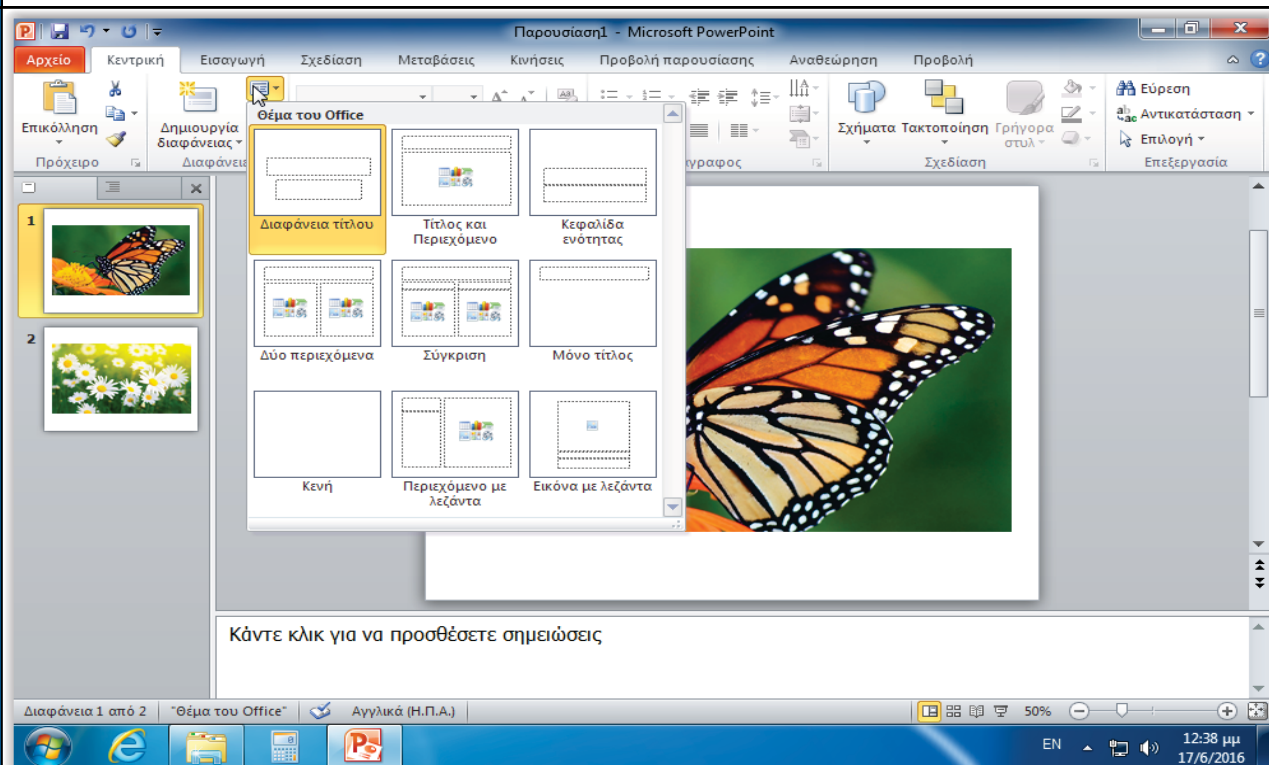 Παρουσίαση1 - Microsoft PowerPoint
Αρχείο Κεντρική Εισαγωγή Σχεδίαση Μεταβάσεις Κινήσεις Προβολή παρουσίασης Αναθεώρηση Προβολή
Επικόλληση
Πρόχειρο
Δημιουργία
διαφάνειας
Σχήματα Τακτοποίηση Γρήγορα
στυλ
Σχεδίαση
Εύρεση
Αντικατάσταση
Επιλογή
Επεξεργασία
Θέμα του Office
Διαφάνεια τίτλου
Τίτλος και
Περιεχόμενο
Κεφαλίδα
ενότητας
Δύο περιεχόμενα
Σύγκριση
Μόνο τίτλος
Κενή
Περιεχόμενο με
λεζάντα
Εικόνα με λεζάντα
1
2
Κάντε κλικ για να προσθέσετε σημειώσεις
Διαφάνεια 1 από 2 "Θέμα του Office" Αγγλικά (Η.Π.Α.) 50%
EN 12:38 μμ
17/6/2016